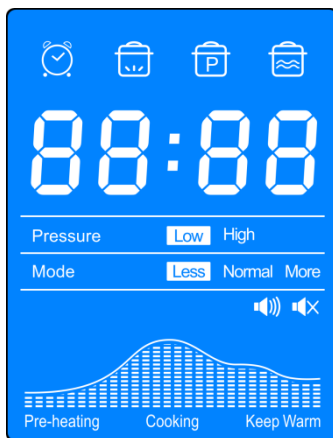 P
88:88
Pressure Low High
Mode Less Normal More
Pre-heating Cooking Keep Warm